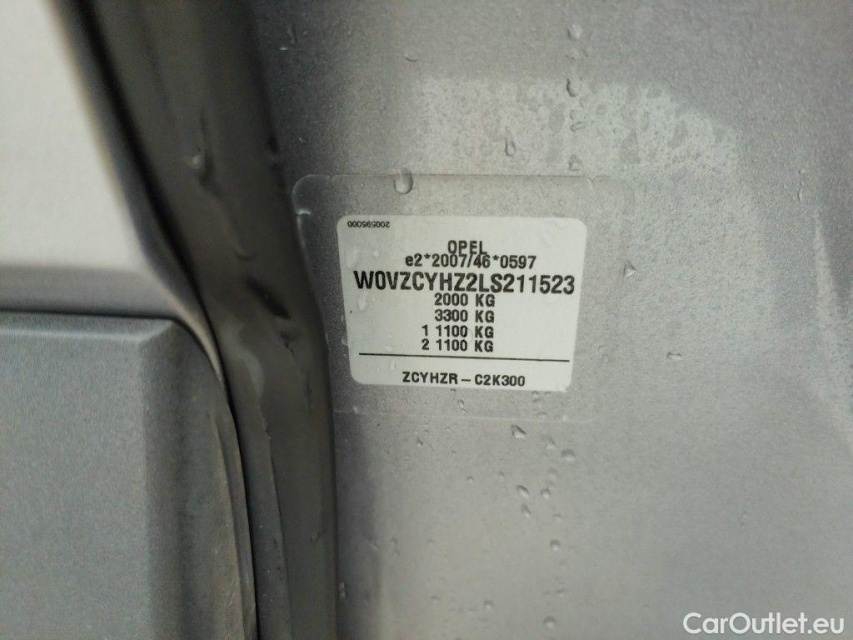 200595000
OPEL
e2*2007/46*0597
W0VZCYHZ2LS211523
2000 KG
3300 KG
1 1100 KG
2 1100 KG
ZCYHZR – C2K300
CarOutlet.eu